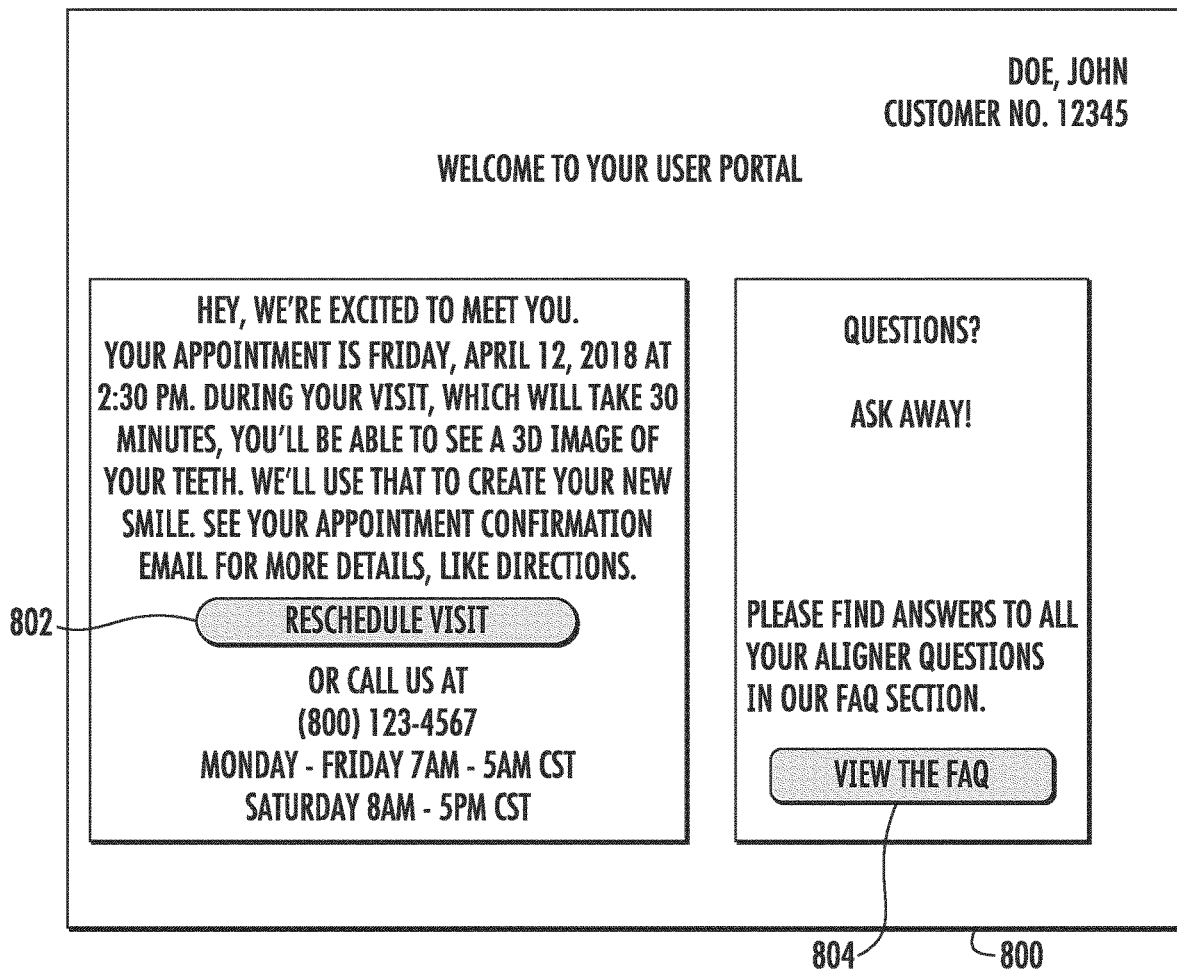 DOE, JOHN
CUSTOMER NO. 12345
WELCOME TO YOUR USER PORTAL
HEY, WE'RE EXCITED TO MEET YOU.
YOUR APPOINTMENT IS FRIDAY, APRIL 12, 2018 AT
2:30 PM. DURING YOUR VISIT, WHICH WILL TAKE 30
MINUTES, YOU'LL BE ABLE TO SEE A 3D IMAGE OF
YOUR TEETH. WE'LL USE THAT TO CREATE YOUR NEW
SMILE. SEE YOUR APPOINTMENT CONFIRMATION
EMAIL FOR MORE DETAILS, LIKE DIRECTIONS.
802
RESCHEDULE VISIT
OR CALL US AT
(800) 123-4567
MONDAY - FRIDAY 7AM - 5AM CST
SATURDAY 8AM - 5PM CST
QUESTIONS?
ASK AWAY!
PLEASE FIND ANSWERS TO ALL
YOUR ALIGNER QUESTIONS
IN OUR FAQ SECTION.
VIEW THE FAQ
804
800